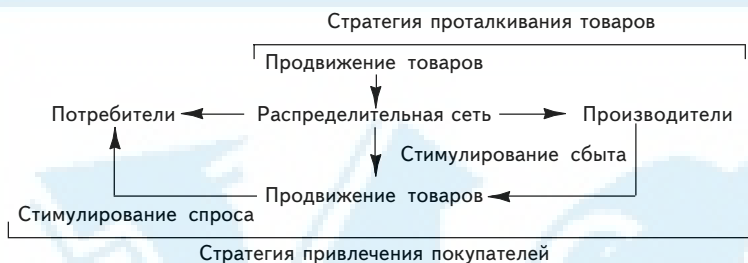 Стратегия проталкивания товаров
Продвижение товаров
Потребители Распределительная сеть Производители
Стимулирование сбыта
Продвижение товаров
Стимулирование спроса
Стратегия привлечения покупателей